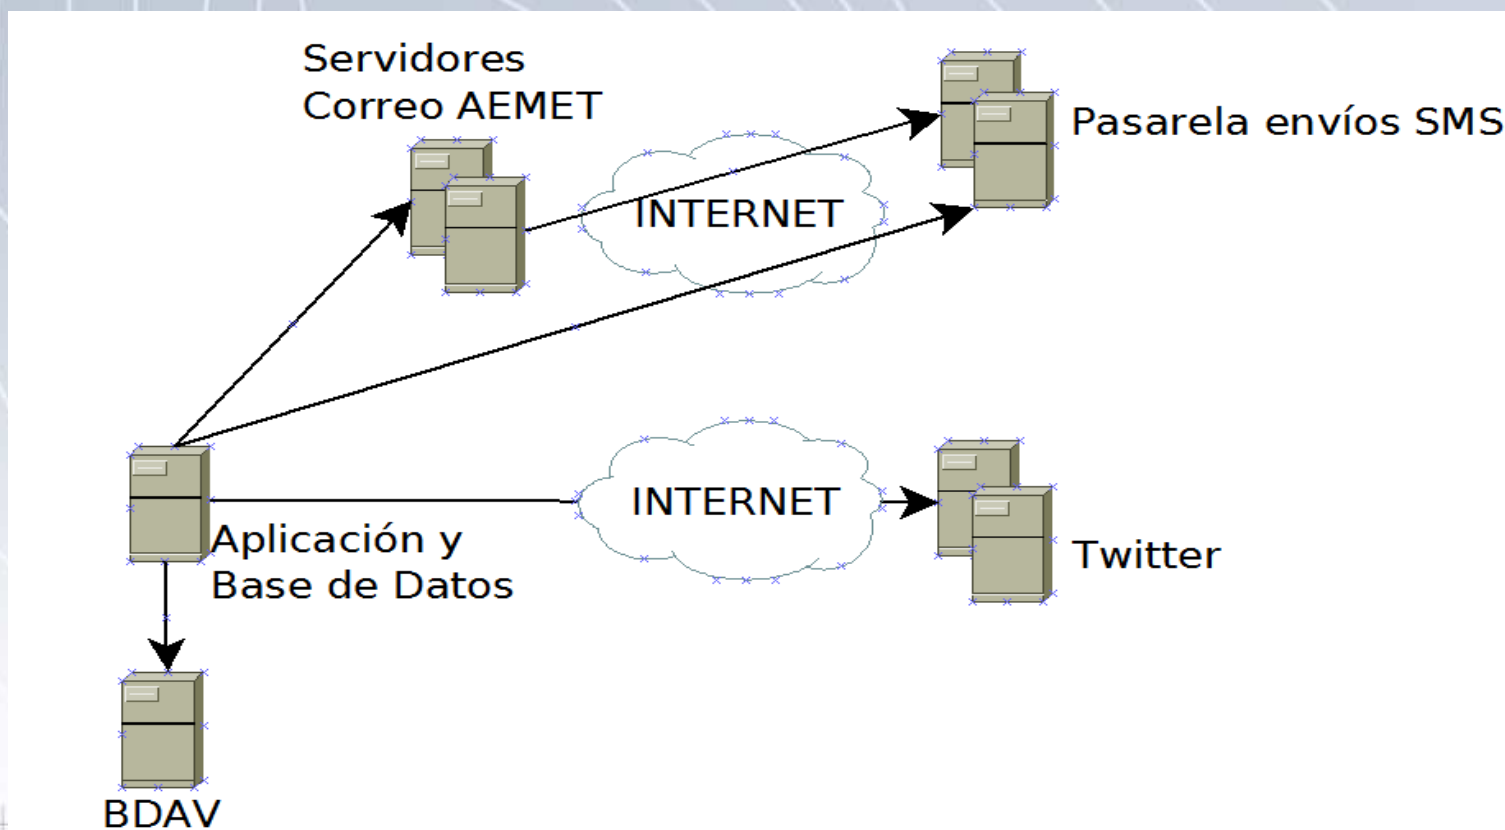 Servidores
Correo AEMET
Pasarela envíos SMS
INTERNET
INTERNET
Aplicación y
Base de Datos
Twitter
BDAV